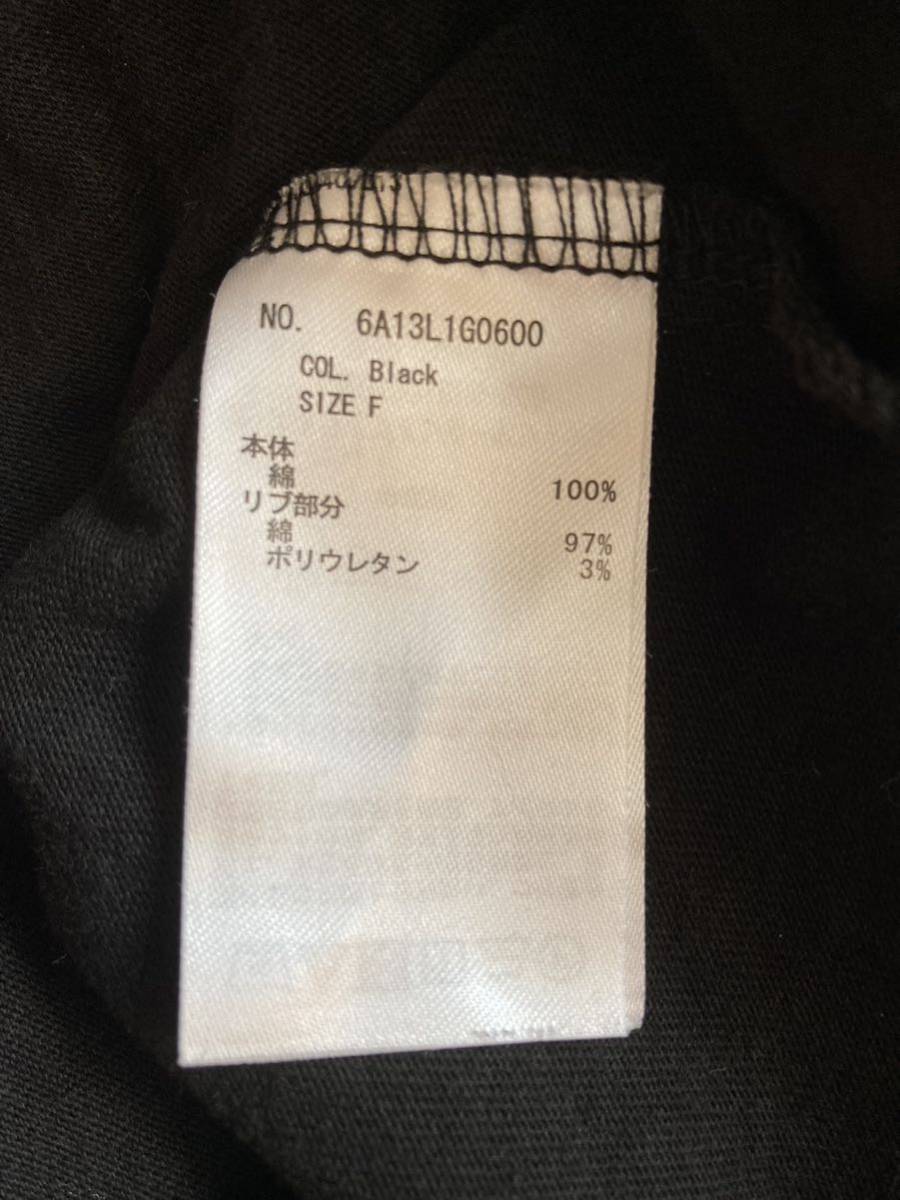 NO. 6A13L1G0600
COL. Black
SIZE F
本体
綿 100%
リブ部分
綿 97%
ポリウレタン 3%